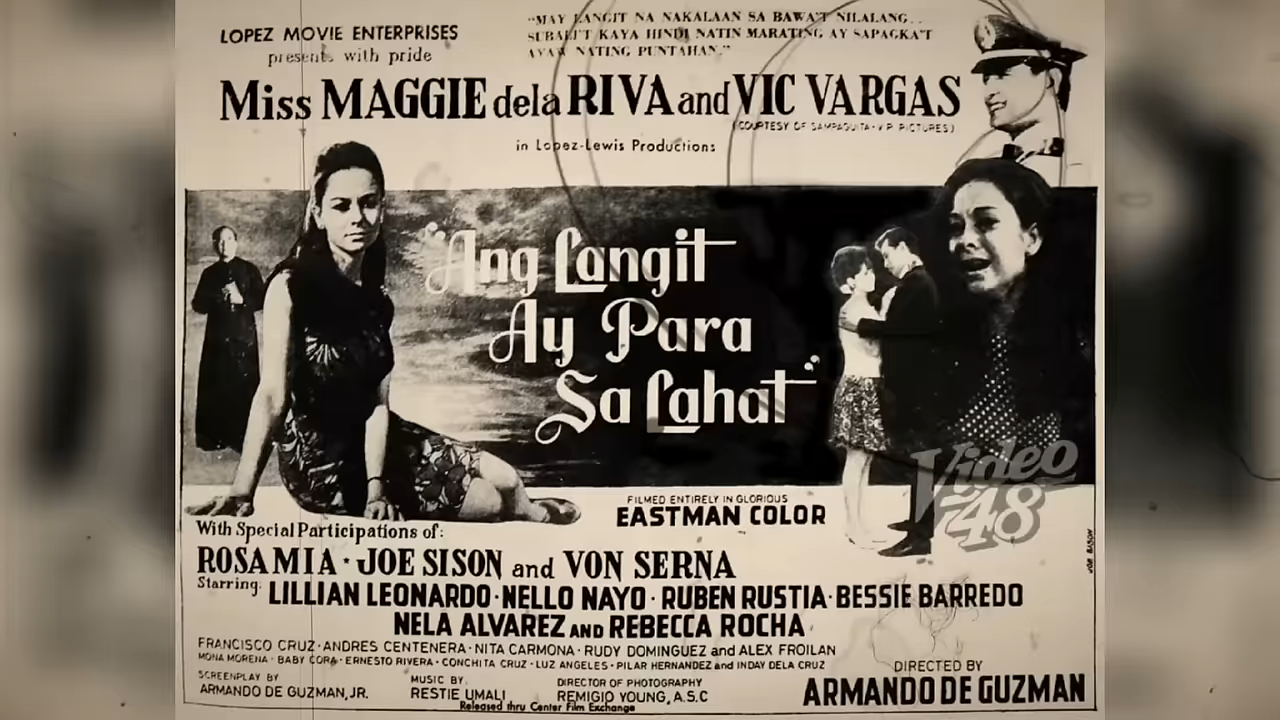 LOPEZ MOVIE ENTERPRISES
presents with pride
"MAY LANGIT NA NAKALAAN SA BAWA'T NILALANG..
SUBALI'T KAYA HINDI NATIN MARATING AY SAPAGKA'T
AYAW NATING PUNTAHAN."
Miss MAGGIE dela RIVA and VIC VARGAS
(COURTESY OF SAMPAGUITA-V.P. PICTURES)
in Lopez-Lewis Productions
"Ang Langit
Ay Para
Sa Lahat"
Video
48
FILMED ENTIRELY IN GLORIOUS
EASTMAN COLOR
JOE BASON
With Special Participations of:
ROSA MIA · JOE SISON and VON SERNA
Starring: LILLIAN LEONARDO · NELLO NAYO · RUBEN RUSTIA · BESSIE BARREDO
NELA ALVAREZ AND REBECCA ROCHA
FRANCISCO CRUZ · ANDRES CENTENERA · NITA CARMONA · RUDY DOMINGUEZ and ALEX FROILAN
MONA MORENA · BABY CORA · ERNESTO RIVERA · CONCHITA CRUZ · LUZ ANGELES · PILAR HERNANDEZ and INDAY DELA CRUZ
SCREENPLAY BY
ARMANDO DE GUZMAN, JR.
MUSIC BY:
RESTIE UMALI
DIRECTOR OF PHOTOGRAPHY
REMIGIO YOUNG, A.S.C
DIRECTED BY
ARMANDO DE GUZMAN
Released thru Center Film Exchange